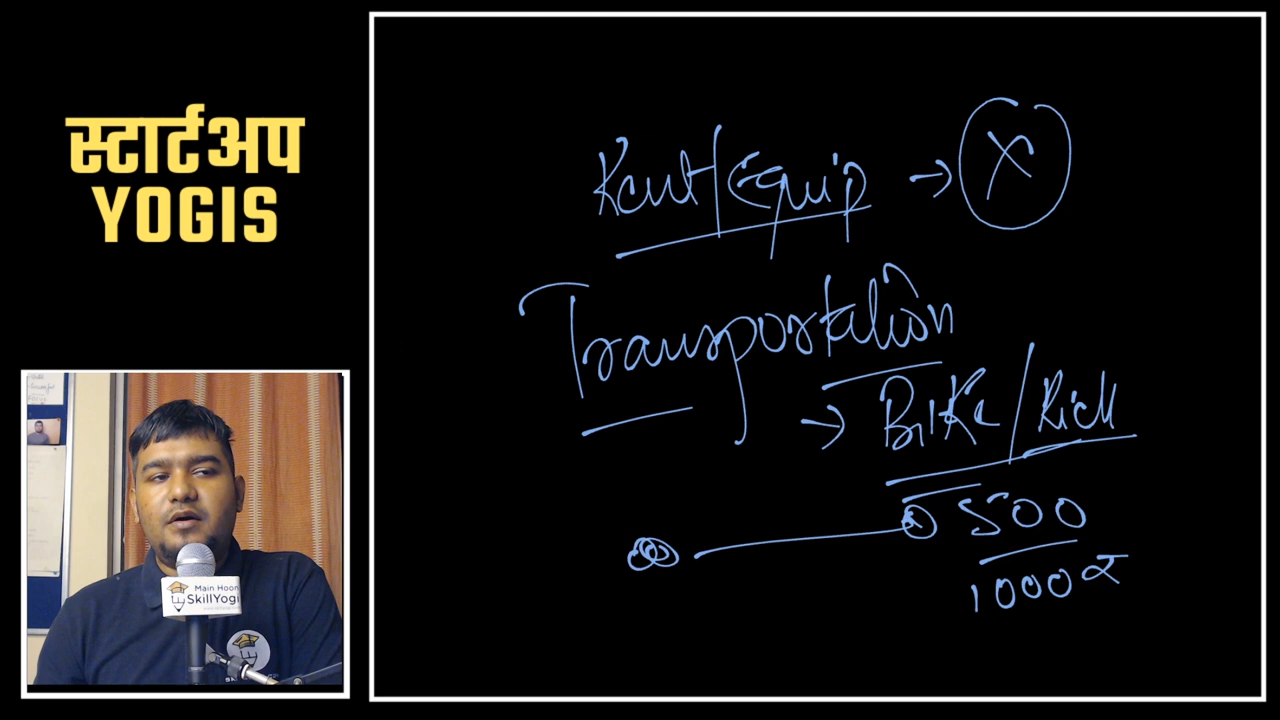 स्टार्टअप
YOGIS
Rent/Equip → X
Transportation
→ Bike/Rick
500
1000₹
Main Hoon
SkillYogi